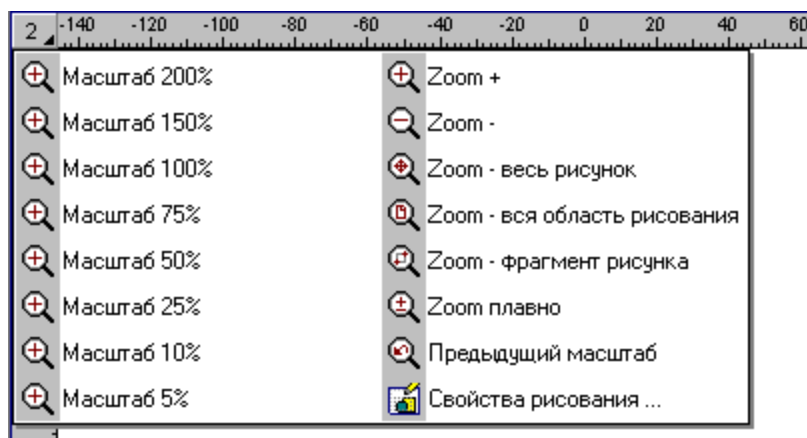 2 -140 -120 -100 -80 -60 -40 -20 0 20 40 60
Масштаб 200%
Масштаб 150%
Масштаб 100%
Масштаб 75%
Масштаб 50%
Масштаб 25%
Масштаб 10%
Масштаб 5%
Zoom +
Zoom -
Zoom - весь рисунок
Zoom - вся область рисования
Zoom - фрагмент рисунка
Zoom плавно
Предыдущий масштаб
Свойства рисования ...